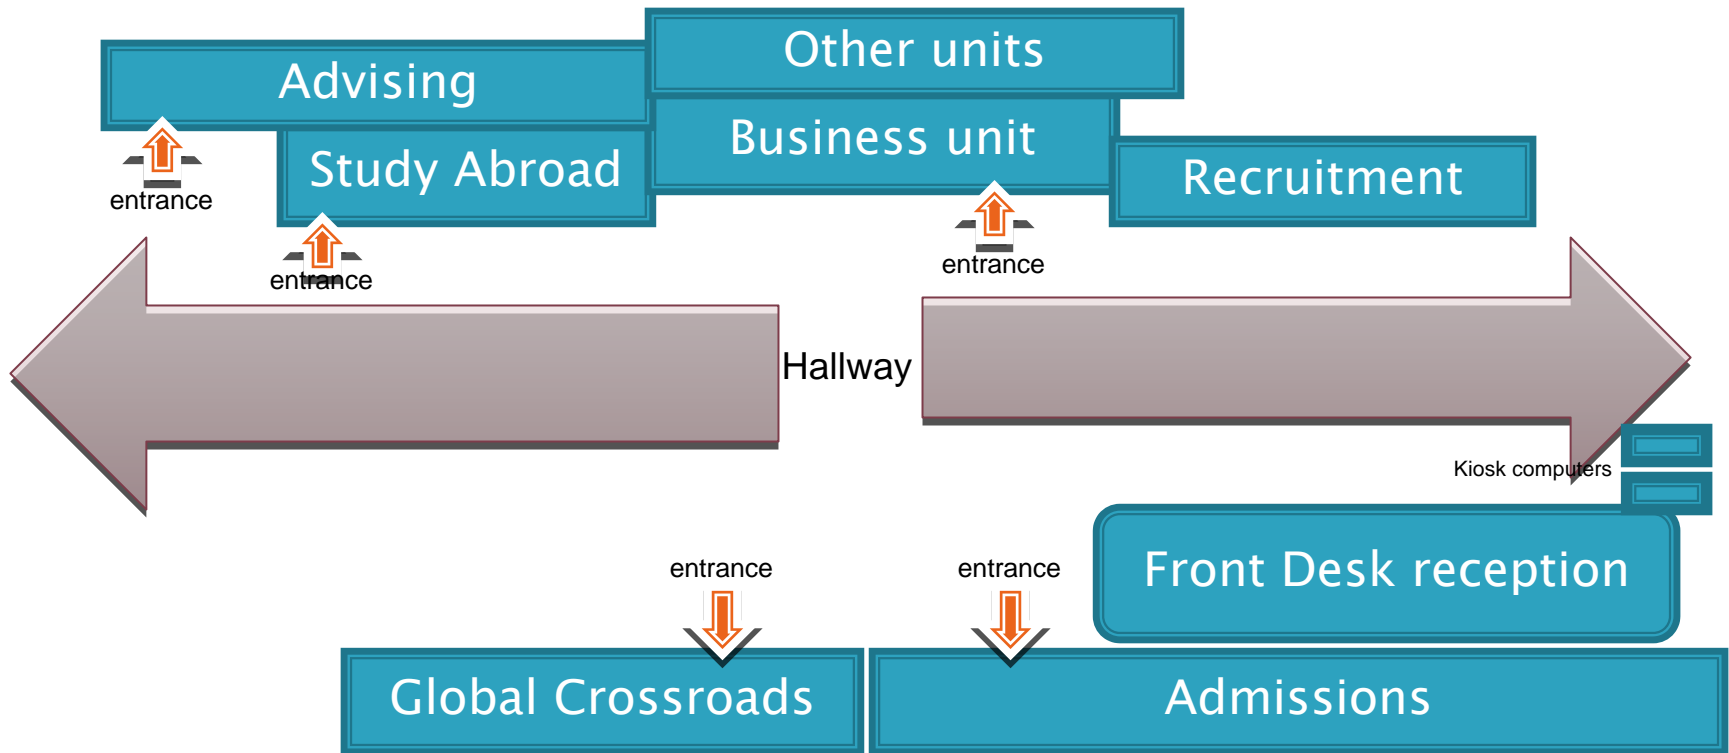 Other units
Advising
Business unit
Study Abroad
Recruitment
entrance
entrance
entrance
Hallway
Kiosk computers
Front Desk reception
entrance
entrance
Global Crossroads
Admissions